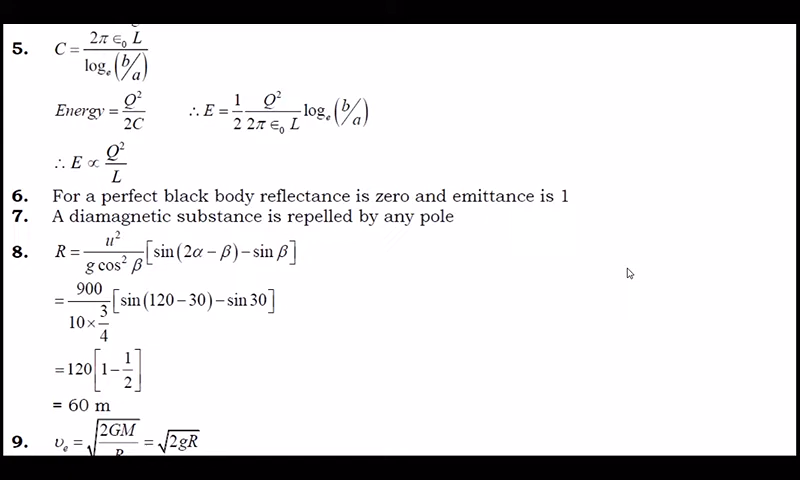 5. C = 2π ∈₀ L / logₑ(b/a)
Energy = Q²/2C ∴ E = 1/2 Q²/2π ∈₀ L logₑ(b/a)
∴ E ∝ Q²/L
6. For a perfect black body reflectance is zero and emittance is 1
7. A diamagnetic substance is repelled by any pole
8. R = u²/g cos² β [sin(2α − β) − sin β]
= 900/10 × 3/4 [sin(120 − 30) − sin 30]
= 120 [1 − 1/2]
= 60 m
9. υₑ = √2GM/R = √2gR